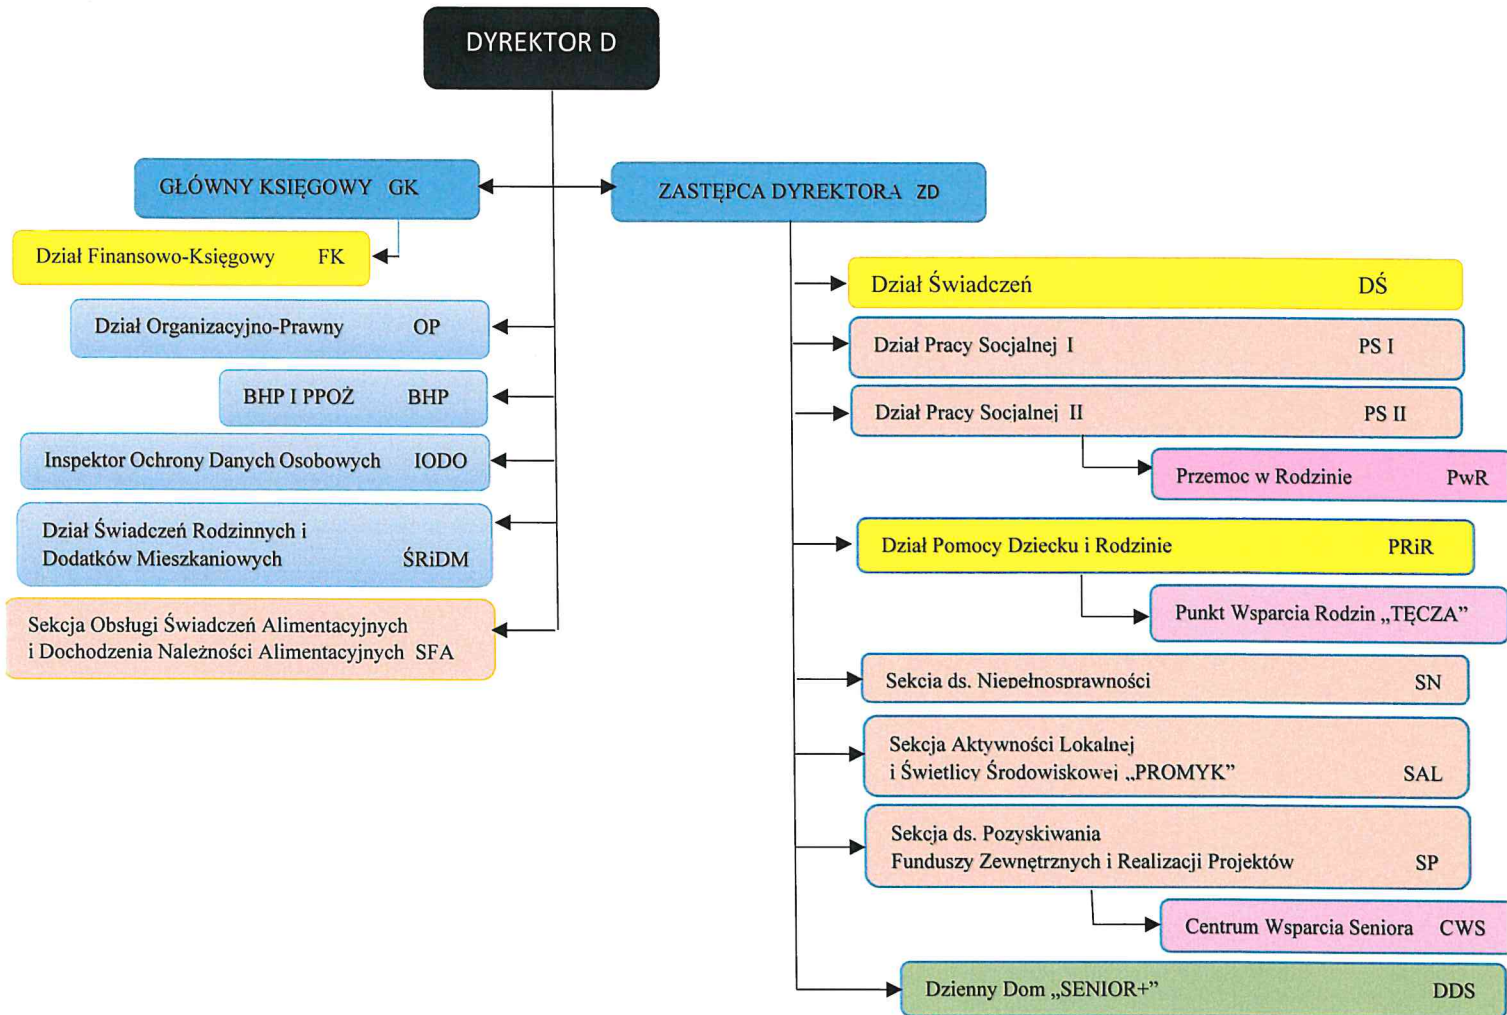 DYREKTOR D
GŁÓWNY KSIĘGOWY GK
ZASTĘPCA DYREKTORA ZD
Dział Finansowo-Księgowy FK
Dział Organizacyjno-Prawny OP
BHP I PPOŻ BHP
Inspektor Ochrony Danych Osobowych IODO
Dział Świadczeń Rodzinnych i
Dodatków Mieszkaniowych ŚRiDM
Sekcja Obsługi Świadczeń Alimentacyjnych
i Dochodzenia Należności Alimentacyjnych SFA
Dział Świadczeń DŚ
Dział Pracy Socjalnej I PS I
Dział Pracy Socjalnej II PS II
Przemoc w Rodzinie PwR
Dział Pomocy Dziecku i Rodzinie PRiR
Punkt Wsparcia Rodzin „TĘCZA”
Sekcja ds. Niepełnosprawności SN
Sekcja Aktywności Lokalnej
i Świetlicy Środowiskowej „PROMYK” SAL
Sekcja ds. Pozyskiwania
Funduszy Zewnętrznych i Realizacji Projektów SP
Centrum Wsparcia Seniora CWS
Dzienny Dom „SENIOR+” DDS